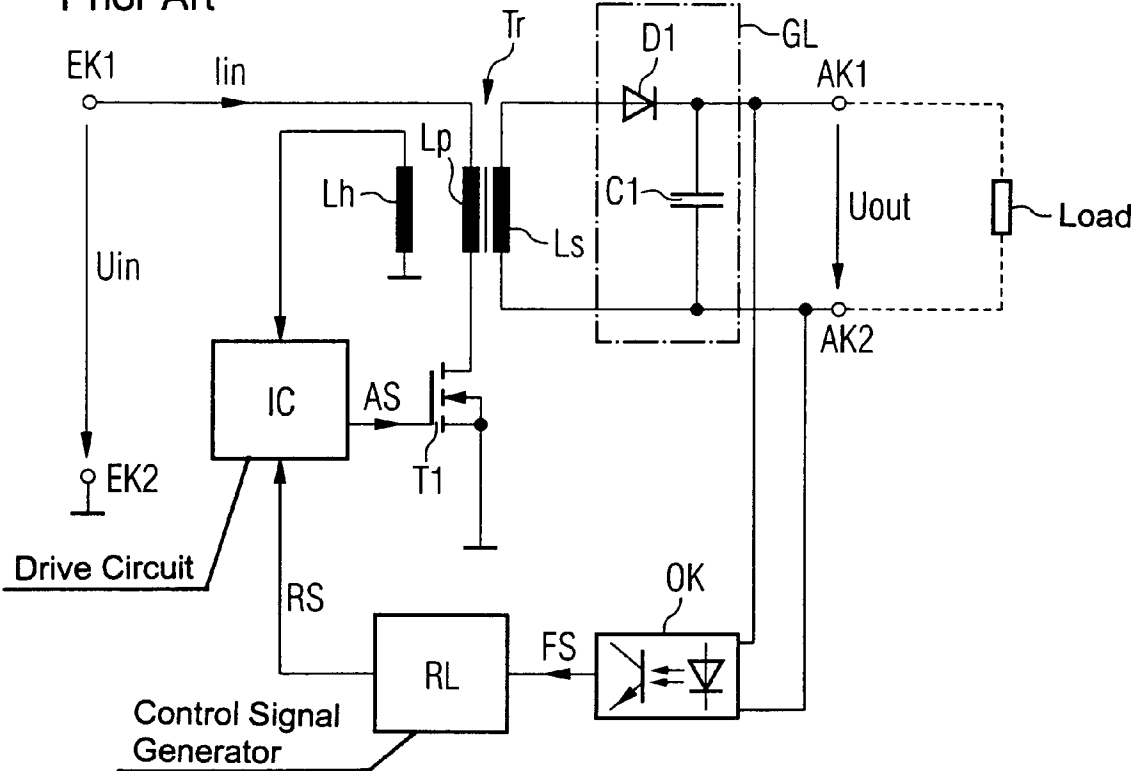 Prior Art
Tr
D1
GL
EK1
Iin
AK1
Lp
Lh
C1
Uout
Load
Ls
Uin
AK2
IC
AS
T1
EK2
Drive Circuit
RS
OK
FS
RL
Control Signal
Generator